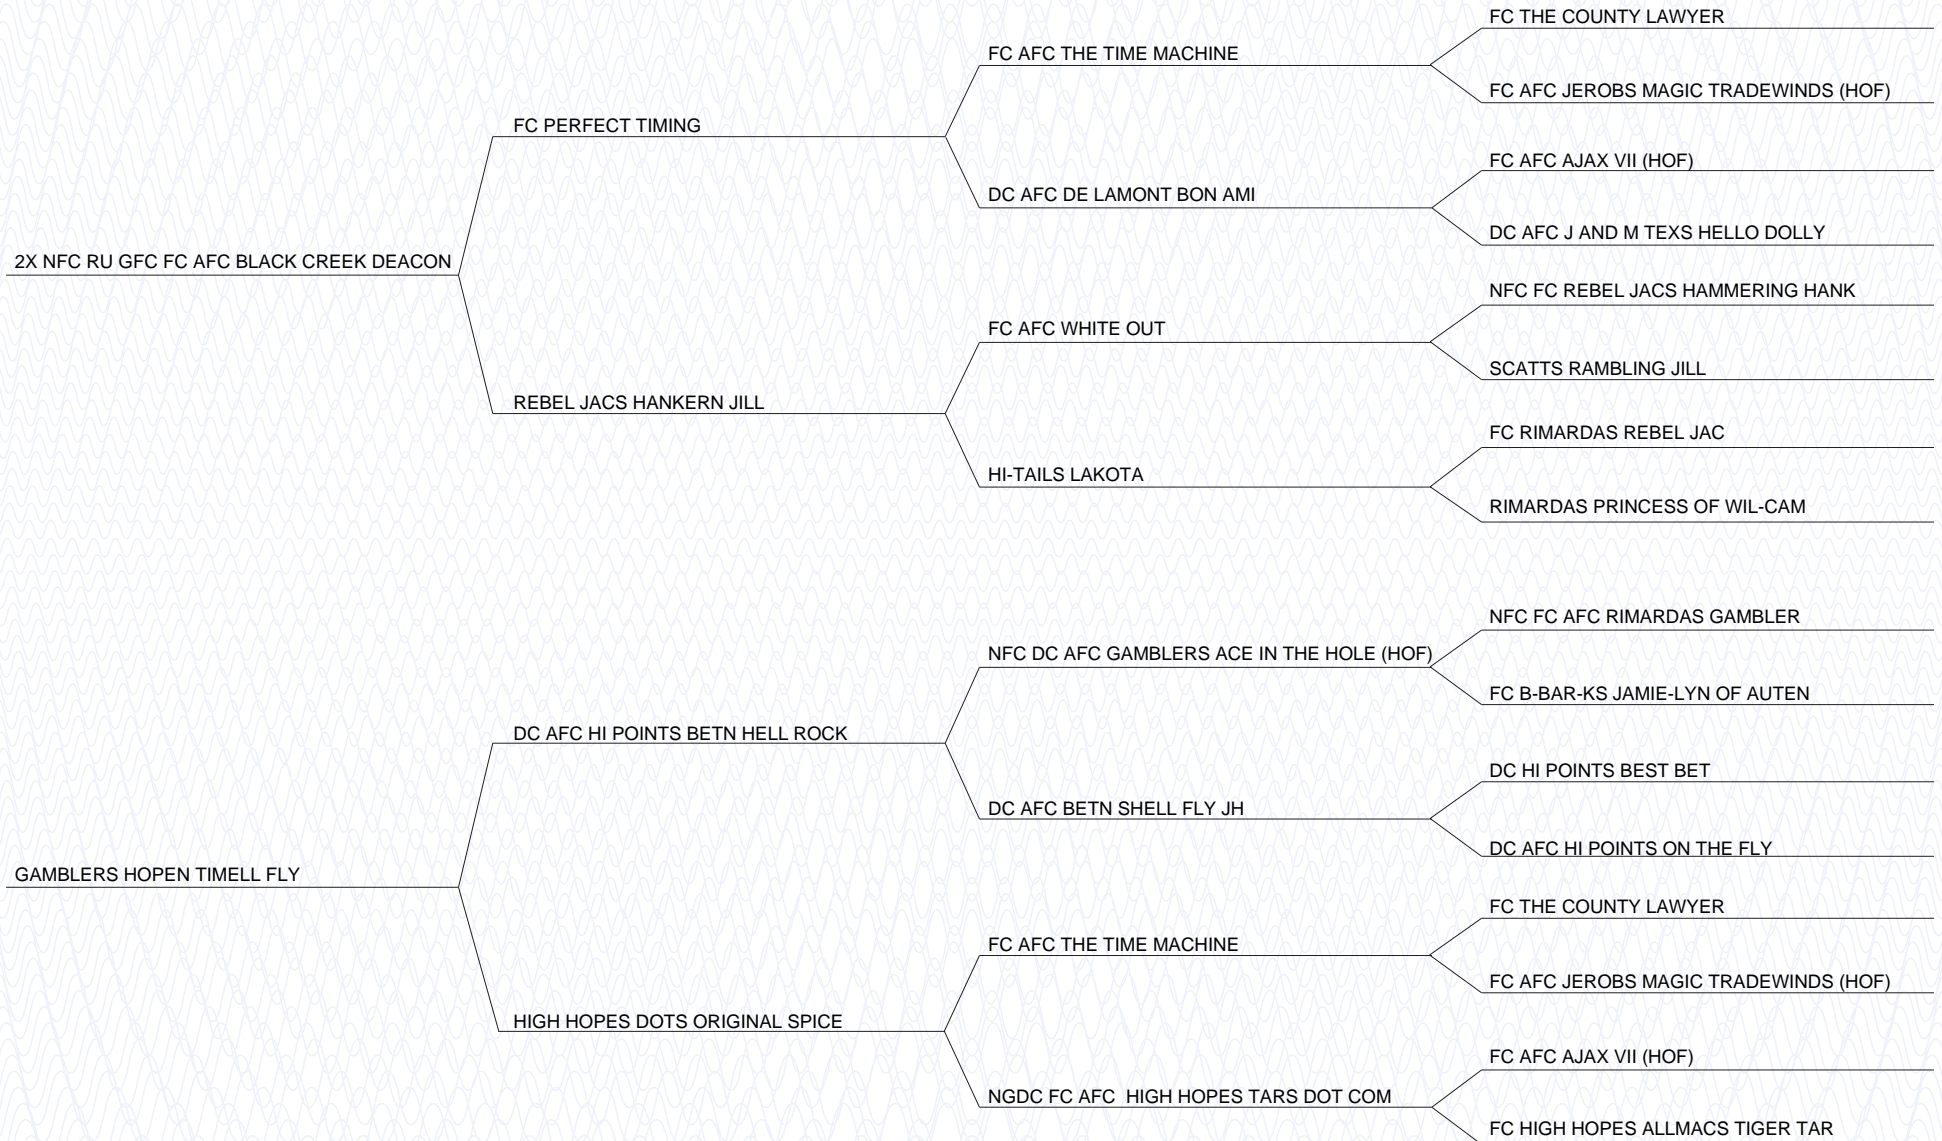 FC THE COUNTY LAWYER
FC AFC THE TIME MACHINE
FC AFC JEROBS MAGIC TRADEWINDS (HOF)
FC PERFECT TIMING
FC AFC AJAX VII (HOF)
DC AFC DE LAMONT BON AMI
DC AFC J AND M TEXS HELLO DOLLY
2X NFC RU GFC FC AFC BLACK CREEK DEACON
NFC FC REBEL JACS HAMMERING HANK
FC AFC WHITE OUT
SCATTS RAMBLING JILL
REBEL JACS HANKERN JILL
FC RIMARDAS REBEL JAC
HI-TAILS LAKOTA
RIMARDAS PRINCESS OF WIL-CAM
NFC FC AFC RIMARDAS GAMBLER
NFC DC AFC GAMBLERS ACE IN THE HOLE (HOF)
FC B-BAR-KS JAMIE-LYN OF AUTEN
DC AFC HI POINTS BETN HELL ROCK
DC HI POINTS BEST BET
DC AFC BETN SHELL FLY JH
DC AFC HI POINTS ON THE FLY
GAMBLERS HOPEN TIMELL FLY
FC THE COUNTY LAWYER
FC AFC THE TIME MACHINE
FC AFC JEROBS MAGIC TRADEWINDS (HOF)
HIGH HOPES DOTS ORIGINAL SPICE
FC AFC AJAX VII (HOF)
NGDC FC AFC  HIGH HOPES TARS DOT COM
FC HIGH HOPES ALLMACS TIGER TAR